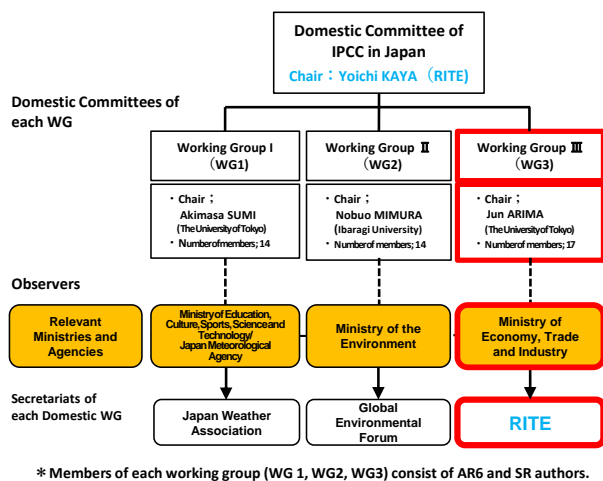 Domestic Committee of
IPCC in Japan
Chair：Yoichi KAYA（RITE）
Domestic Committees of
each WG
Working Group I
（WG1）
Working Group Ⅱ
（WG2）
Working Group Ⅲ
（WG3）
・ Chair；
Akimasa SUMI
(The University of Tokyo)
・ Number of members; 14
・ Chair；
Nobuo MIMURA
(Ibaragi University)
・ Number of members; 14
・ Chair；
Jun ARIMA
(The University of Tokyo)
・ Number of members; 17
Observers
Relevant
Ministries and
Agencies
Ministry of Education,
Culture, Sports, Science and
Technology/
Japan Meteorological
Agency
Ministry of the
Environment
Ministry of
Economy, Trade
and Industry
Secretariats of
each Domestic WG
Japan Weather
Association
Global
Environmental
Forum
RITE
＊Members of each working group (WG 1, WG2, WG3) consist of AR6 and SR authors.